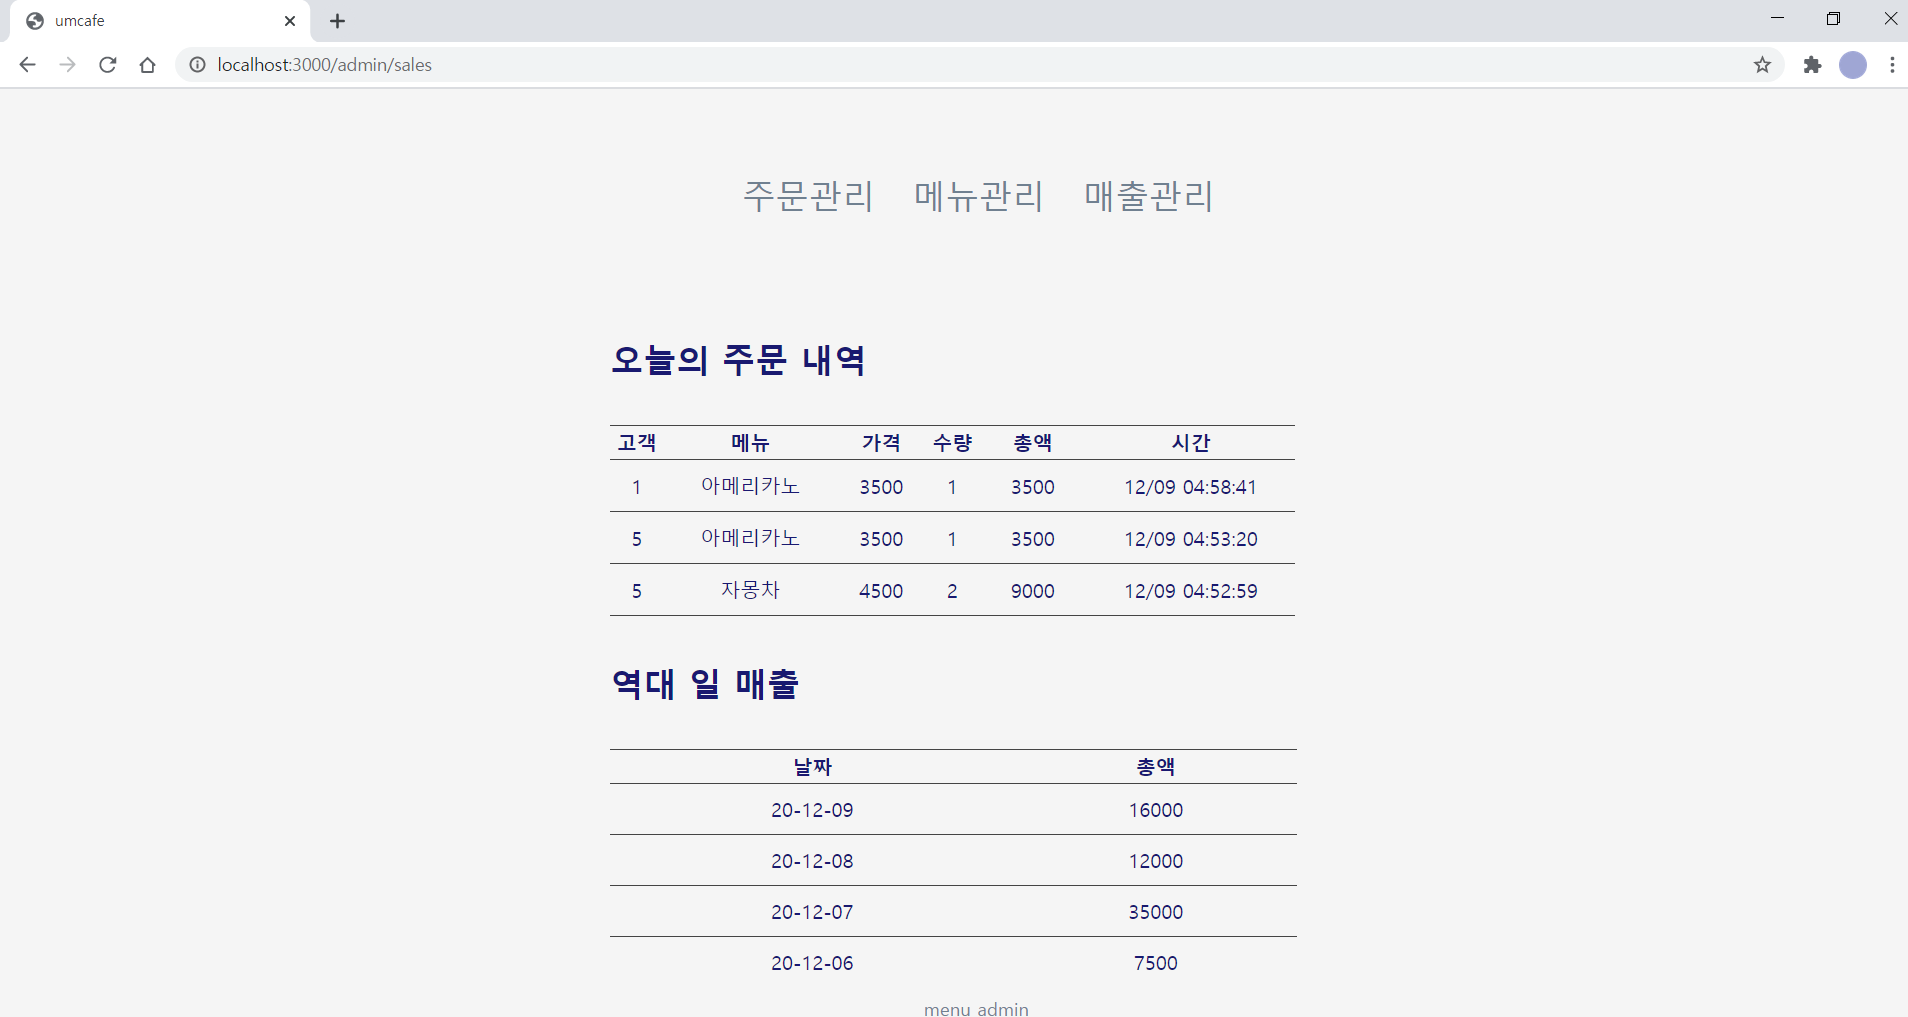 umcafe
localhost:3000/admin/sales
주문관리 메뉴관리 매출관리
오늘의 주문 내역
고객 메뉴 가격 수량 총액 시간
1 아메리카노 3500 1 3500 12/09 04:58:41
5 아메리카노 3500 1 3500 12/09 04:53:20
5 자몽차 4500 2 9000 12/09 04:52:59
역대 일 매출
날짜 총액
20-12-09 16000
20-12-08 12000
20-12-07 35000
20-12-06 7500
menu admin